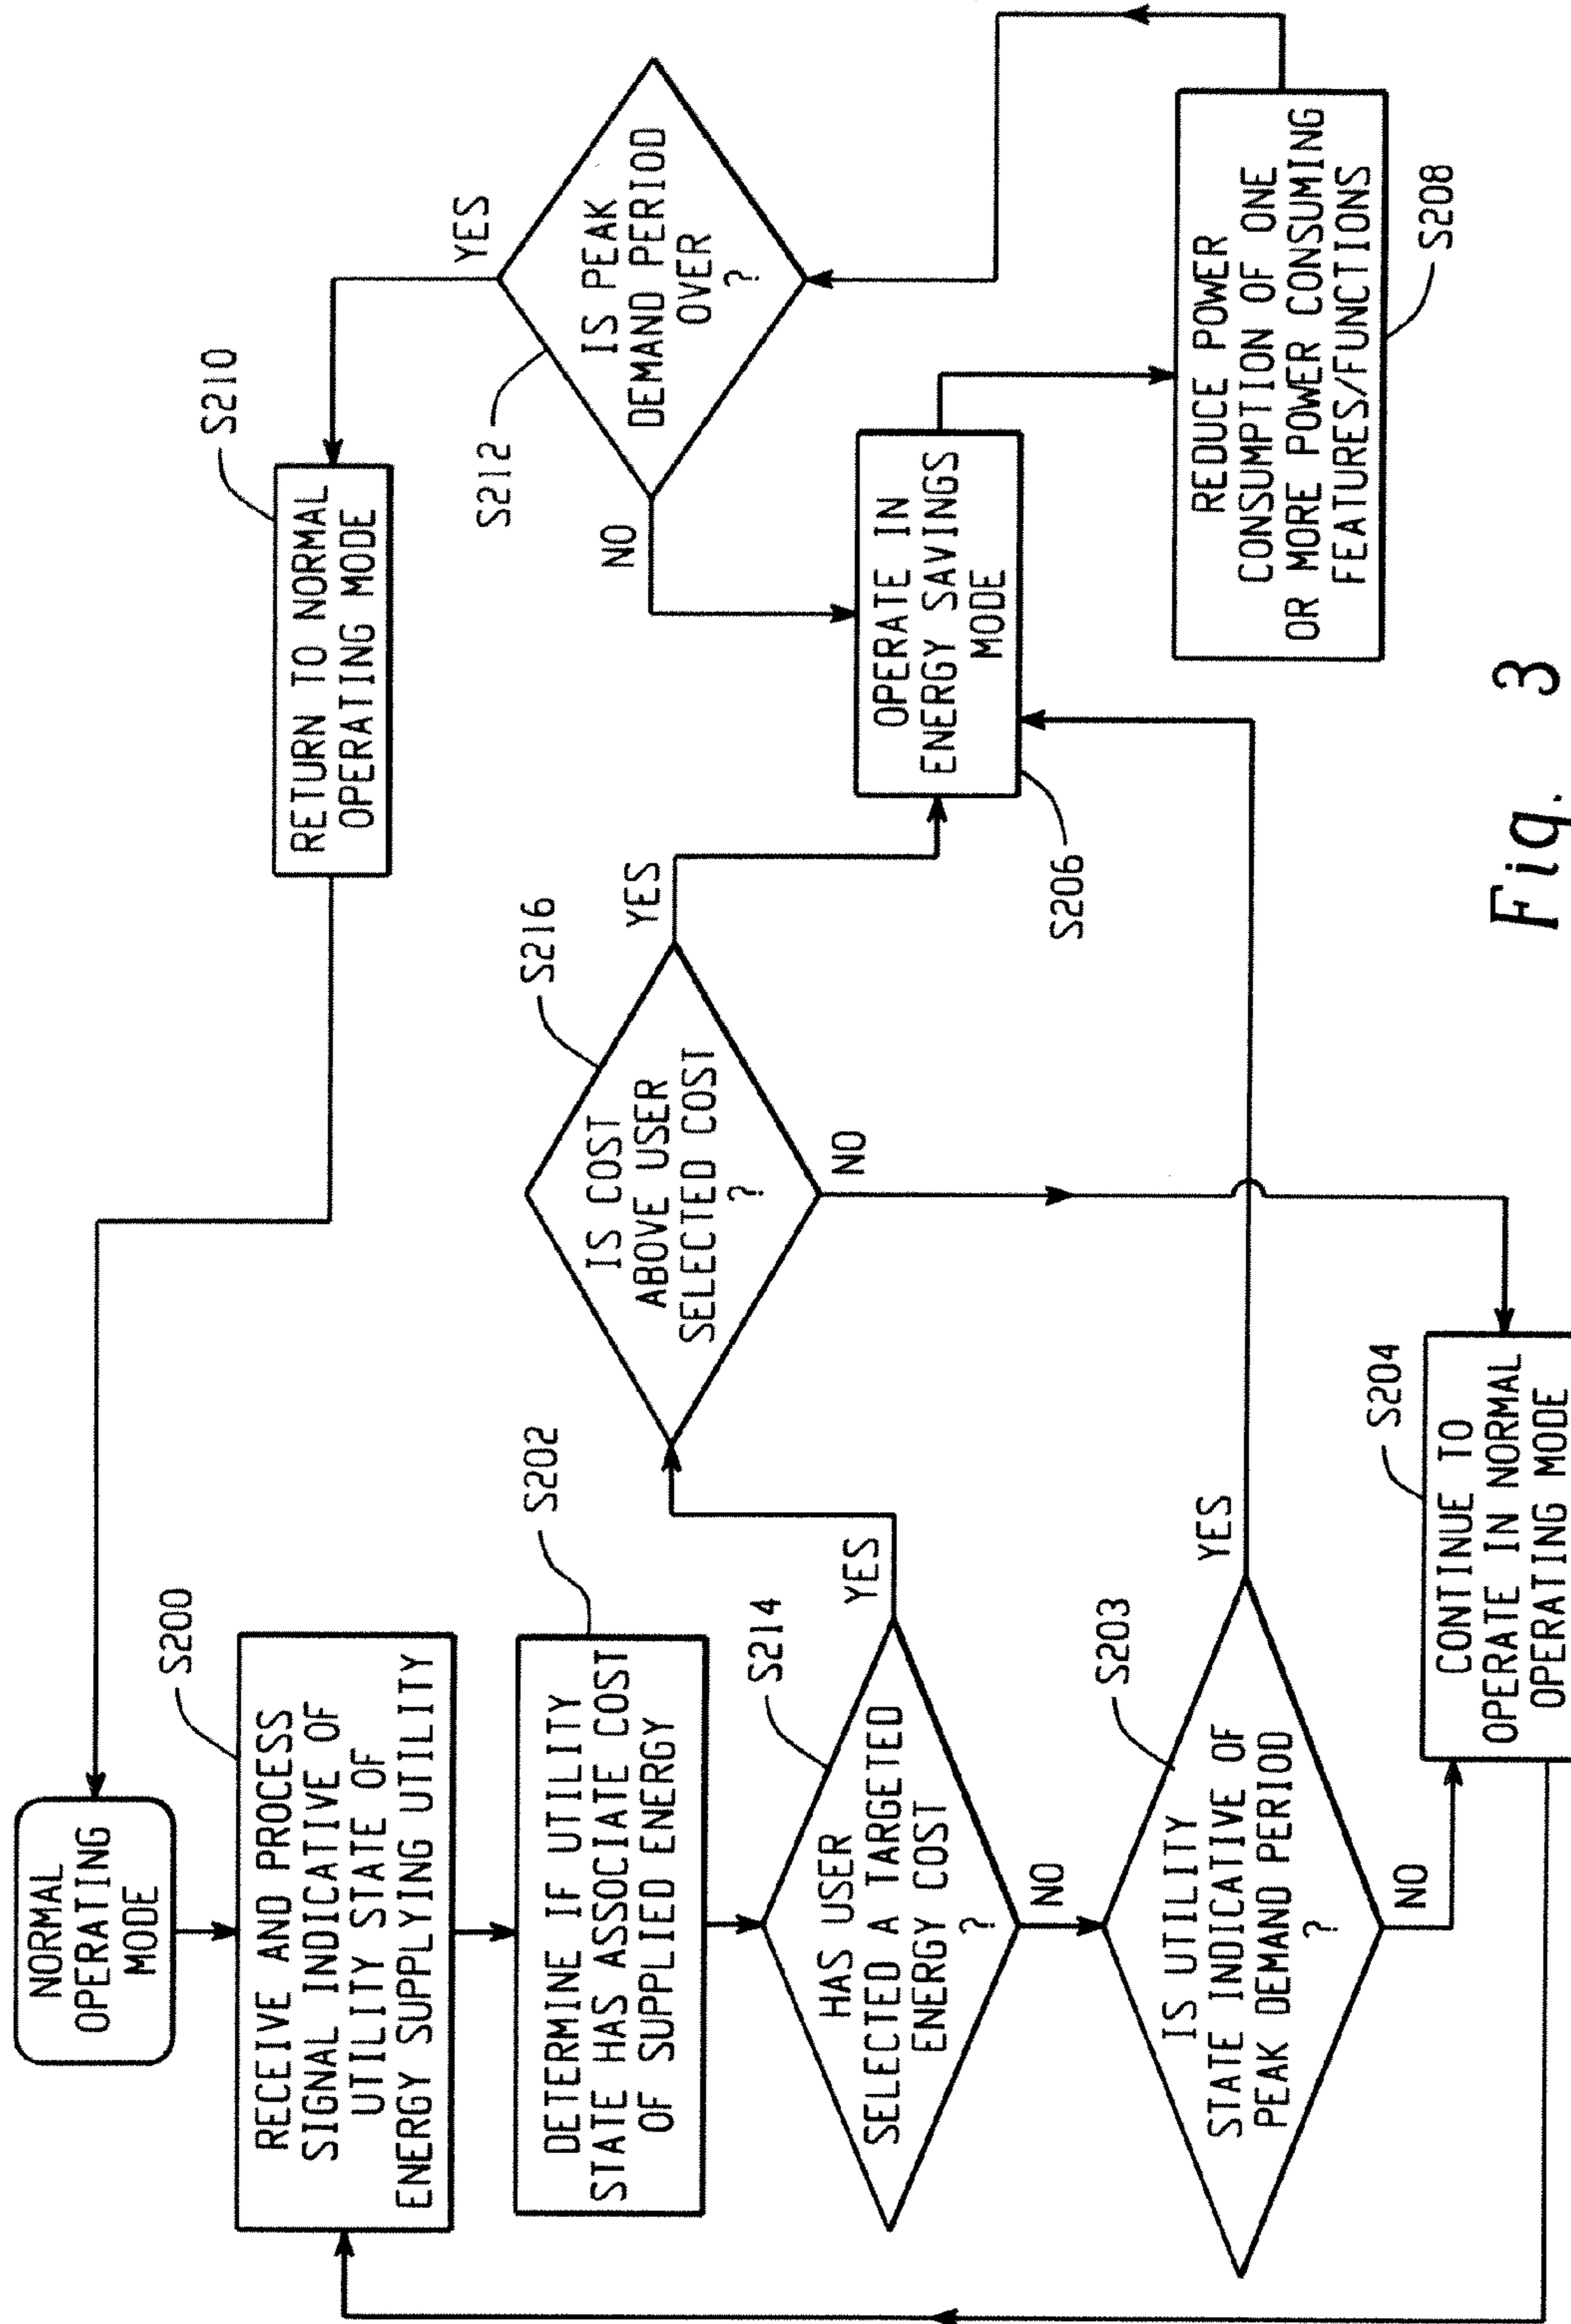 NORMAL
OPERATING
MODE
S200
RECEIVE AND PROCESS
SIGNAL INDICATIVE OF
UTILITY STATE OF
ENERGY SUPPLYING UTILITY
S202
DETERMINE IF UTILITY
STATE HAS ASSOCIATE COST
OF SUPPLIED ENERGY
S214
HAS USER
SELECTED A TARGETED
ENERGY COST
?
YES
NO
S203
IS UTILITY
STATE INDICATIVE OF
PEAK DEMAND PERIOD
?
YES
NO
S204
CONTINUE TO
OPERATE IN NORMAL
OPERATING MODE
S216
IS COST
ABOVE USER
SELECTED COST
?
YES
NO
S210
RETURN TO NORMAL
OPERATING MODE
S212
IS PEAK
DEMAND PERIOD
OVER
?
YES
NO
OPERATE IN
ENERGY SAVINGS
MODE
S206
REDUCE POWER
CONSUMPTION OF ONE
OR MORE POWER CONSUMING
FEATURES/FUNCTIONS
S208
Fig. 3